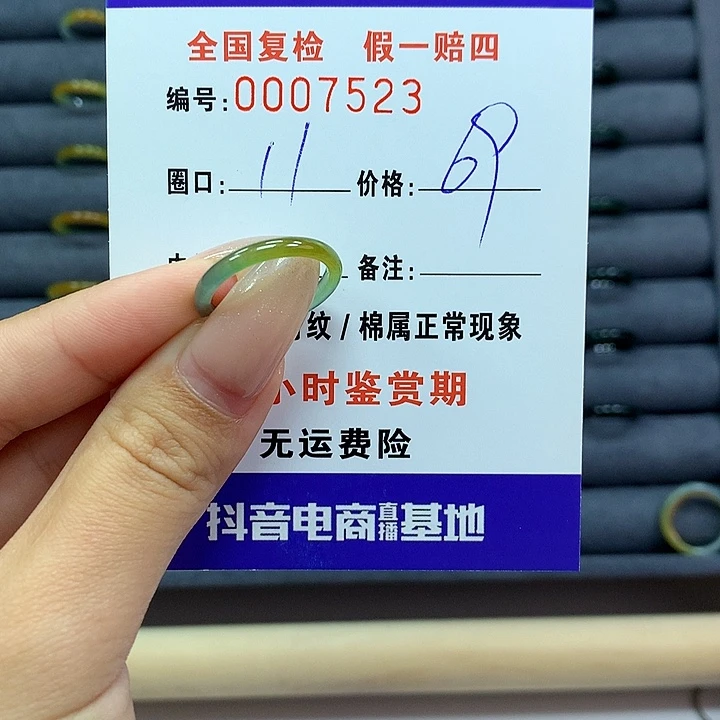 全国复检 假一赔四
编号:0007523
圈口: 11 价格: 69
备注:
纹/棉属正常现象
小时鉴赏期
无运费险
抖音电商直播基地